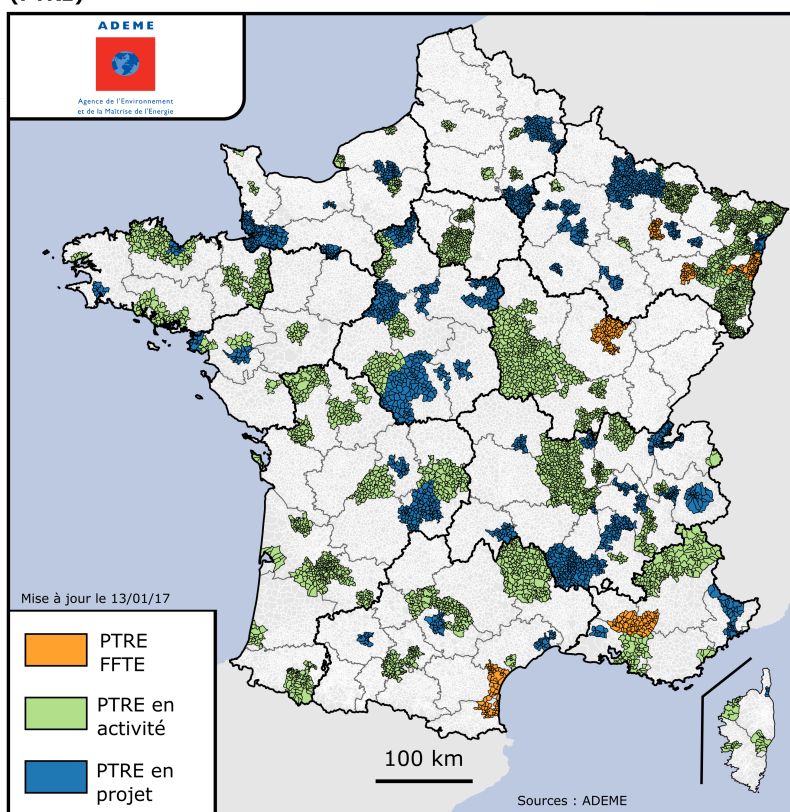 ADEME
Agence de l'Environnement
et de la Maîtrise de l'Energie
Mise à jour le 13/01/17
PTRE
FFTE
PTRE en
activité
PTRE en
projet
100 km
Sources : ADEME